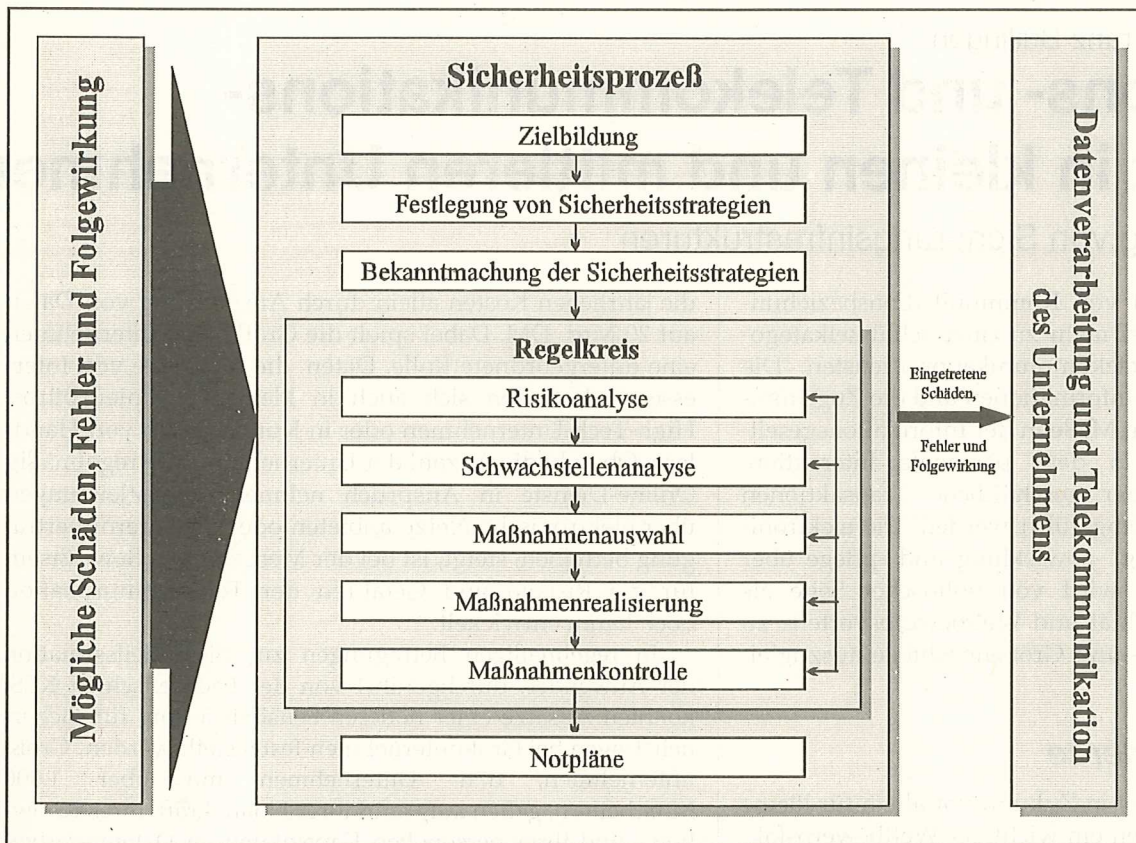 Mögliche Schäden, Fehler und Folgewirkung
Sicherheitsprozeß
Zielbildung
Festlegung von Sicherheitsstrategien
Bekanntmachung der Sicherheitsstrategien
Regelkreis
Risikoanalyse
Schwachstellenanalyse
Maßnahmenauswahl
Maßnahmenrealisierung
Maßnahmenkontrolle
Notpläne
Eingetretene
Schäden,
Fehler und
Folgewirkung
Datenverarbeitung und Telekommunikation
des Unternehmens